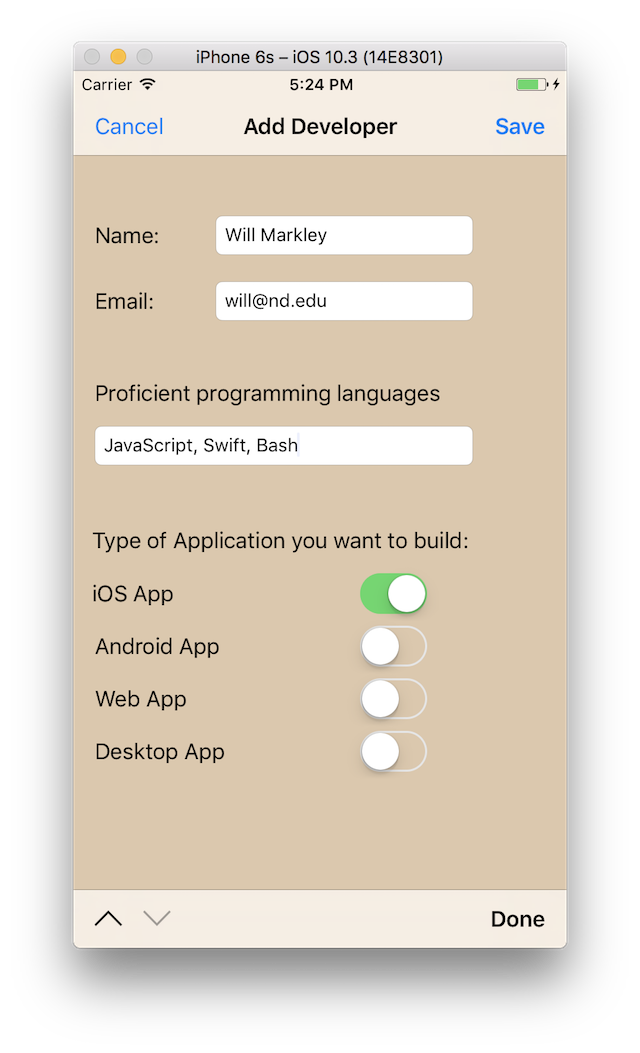 iPhone 6s – iOS 10.3 (14E8301)
Carrier 5:24 PM
Cancel Add Developer Save
Name: Will Markley
Email: will@nd.edu
Proficient programming languages
JavaScript, Swift, Bash
Type of Application you want to build:
iOS App
Android App
Web App
Desktop App
Done